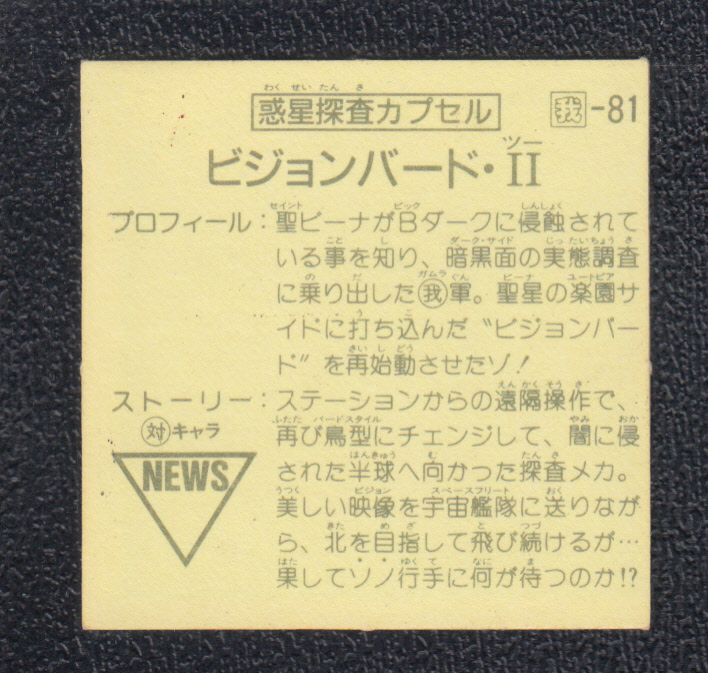 惑星探査カプセル 我-81
ビジョンバード・II
プロフィール：聖ビーナがBダークに侵蝕されて
いる事を知り、暗黒面の実態調査
に乗り出した我軍。聖星の楽園サ
イドに打ち込んだ〝ビジョンバー
ド〟を再始動させたゾ！
ストーリー：ステーションからの遠隔操作で、
対キャラ 再び鳥型にチェンジして、闇に侵
NEWS された半球へ向かった探査メカ。
美しい映像を宇宙艦隊に送りなが
ら、北を目指して飛び続けるが…
果してソノ行手に何が待つのか!?